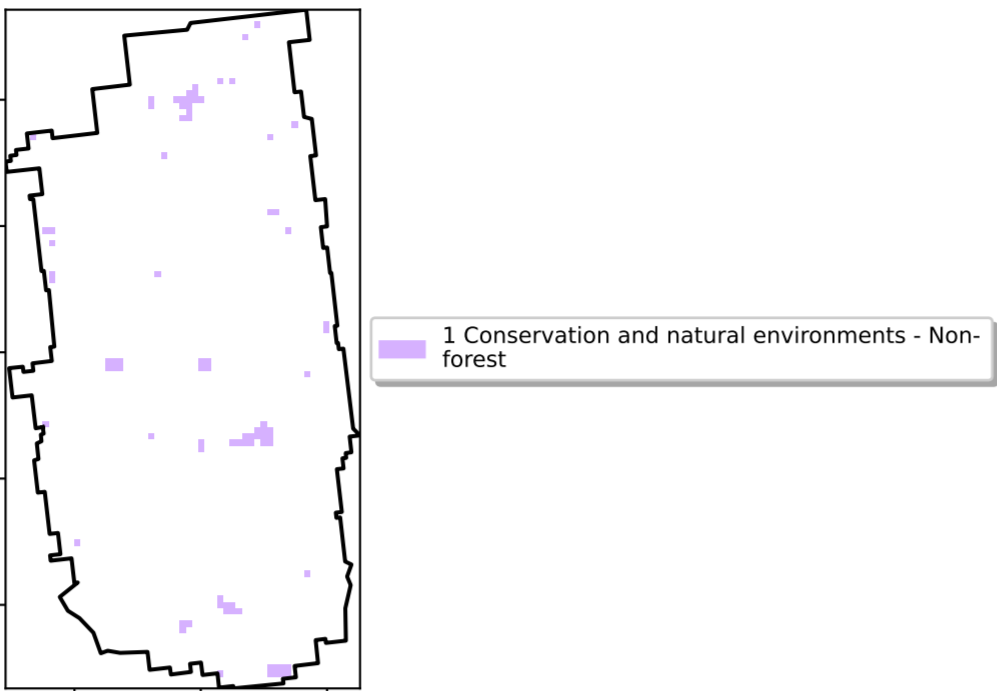 1 Conservation and natural environments - Non-
forest